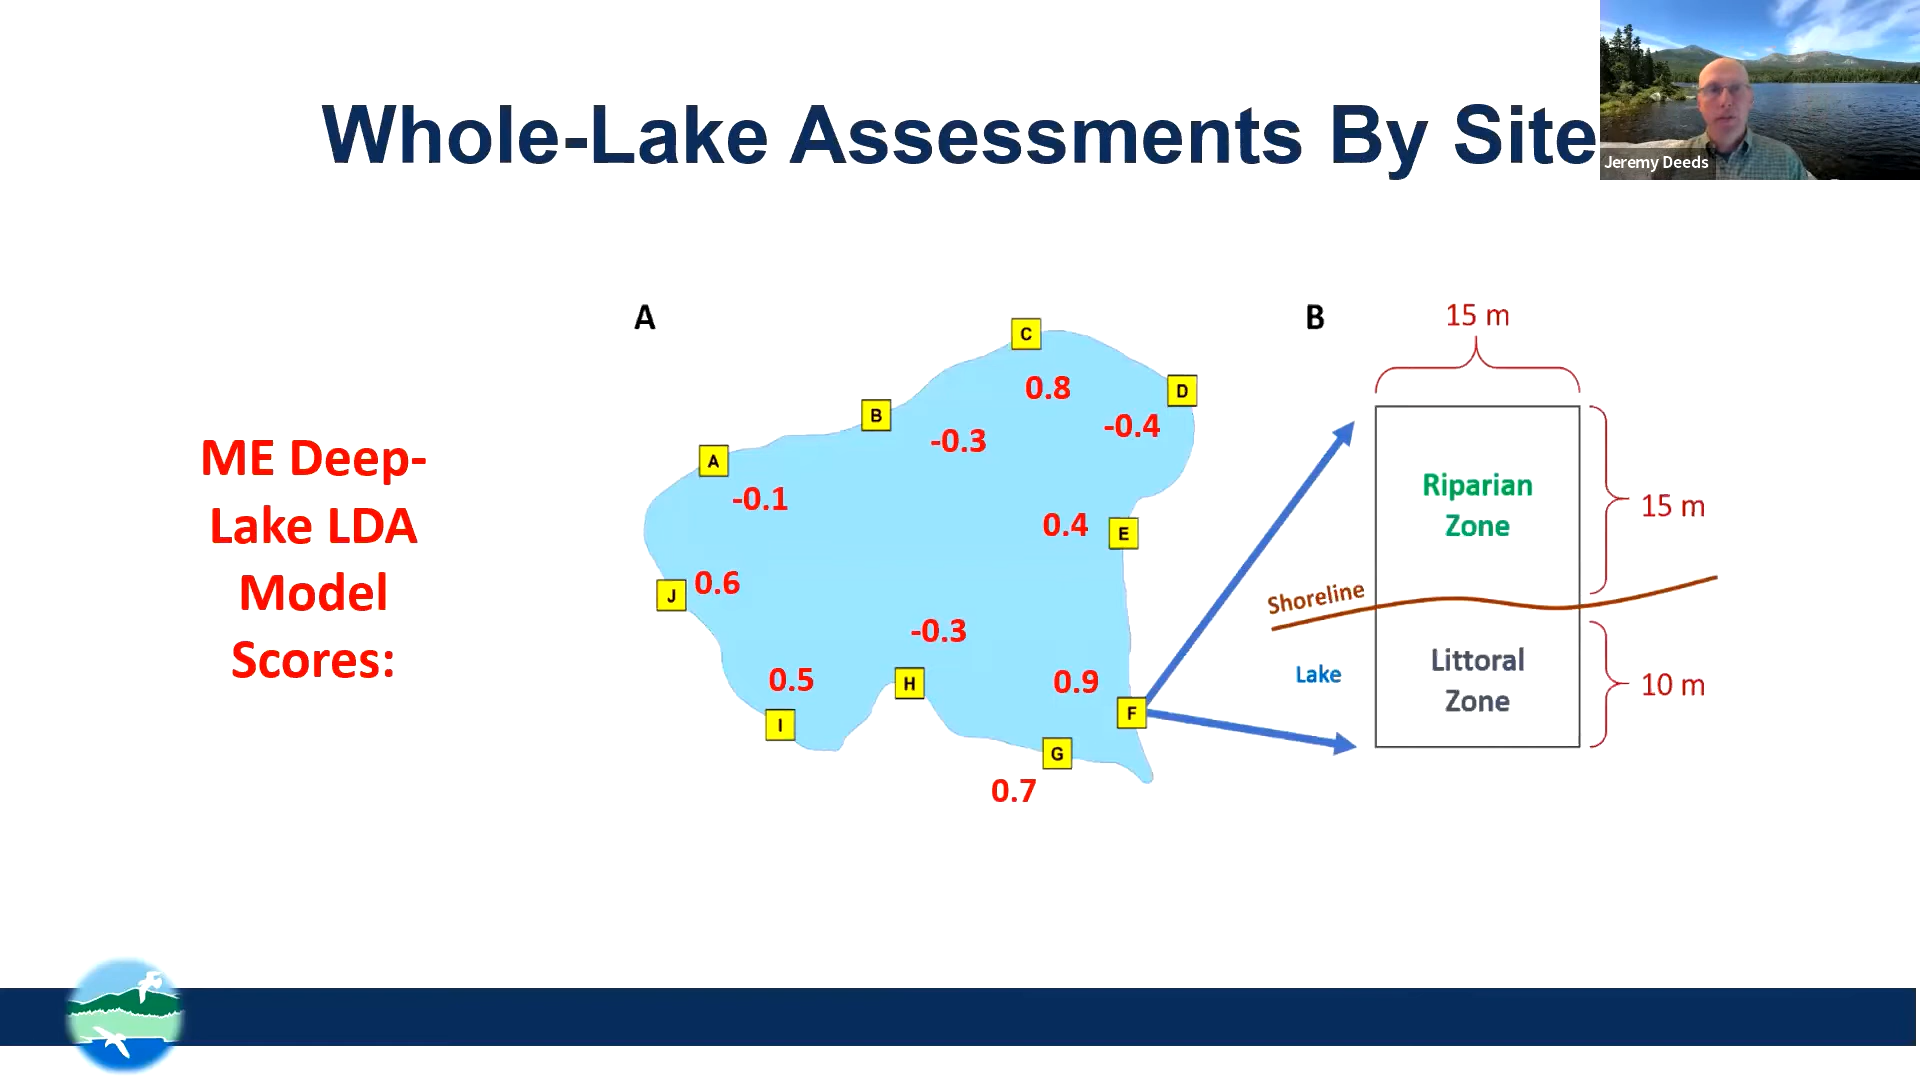 Whole-Lake Assessments By Site
Jeremy Deeds
ME Deep-
Lake LDA
Model
Scores:
A
C
0.8
D
-0.4
B
-0.3
A
-0.1
0.4
E
J
0.6
-0.3
H
0.5
I
0.9
F
G
0.7
B
15 m
Riparian
Zone
15 m
Shoreline
Lake
Littoral
Zone
10 m